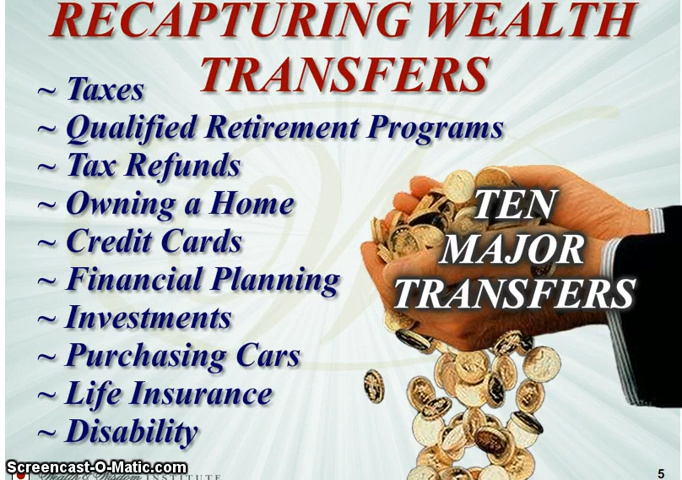 RECAPTURING WEALTH
TRANSFERS
~ Taxes
~ Qualified Retirement Programs
~ Tax Refunds
~ Owning a Home
~ Credit Cards
~ Financial Planning
~ Investments
~ Purchasing Cars
~ Life Insurance
~ Disability
TEN
MAJOR
TRANSFERS
Screencast-O-Matic.com
INSTITUTE
5